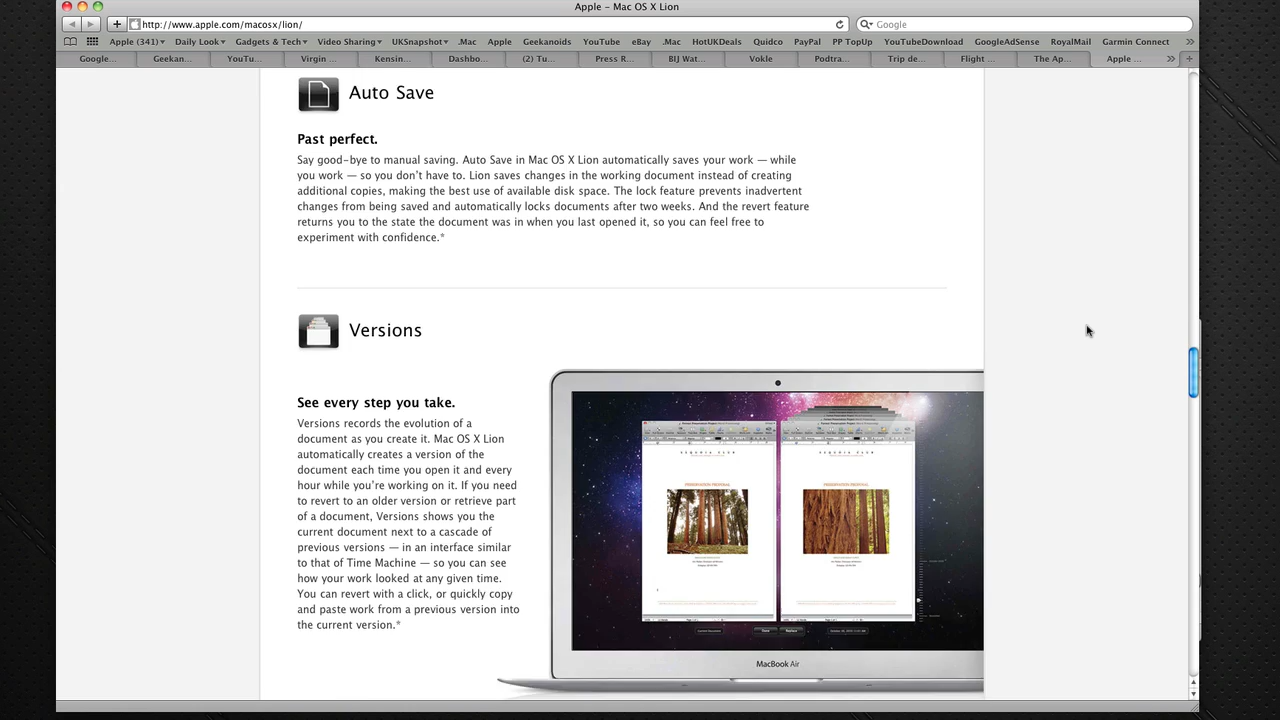 Apple – Mac OS X Lion
http://www.apple.com/macosx/lion/
Google
Apple (341) Daily Look Gadgets & Tech Video Sharing UKSnapshot .Mac Apple Geekanoids YouTube eBay .Mac HotUKDeals Quidco PayPal PP TopUp YouTubeDownload GoogleAdSense RoyalMail Garmin Connect
Google... Geekan... YouTu... Virgin ... Kensin... Dashbo... (2) Tu... Press R... BIJ Wat... Vokle Podtra... Trip de... Flight ... The Ap... Apple ...
Auto Save
Past perfect.
Say good-bye to manual saving. Auto Save in Mac OS X Lion automatically saves your work — while
you work — so you don't have to. Lion saves changes in the working document instead of creating
additional copies, making the best use of available disk space. The lock feature prevents inadvertent
changes from being saved and automatically locks documents after two weeks. And the revert feature
returns you to the state the document was in when you last opened it, so you can feel free to
experiment with confidence.*
Versions
See every step you take.
Versions records the evolution of a
document as you create it. Mac OS X Lion
automatically creates a version of the
document each time you open it and every
hour while you're working on it. If you need
to revert to an older version or retrieve part
of a document, Versions shows you the
current document next to a cascade of
previous versions — in an interface similar
to that of Time Machine — so you can see
how your work looked at any given time.
You can revert with a click, or quickly copy
and paste work from a previous version into
the current version.*
SEQUOIA CLUB
SEQUOIA CLUB
MacBook Air